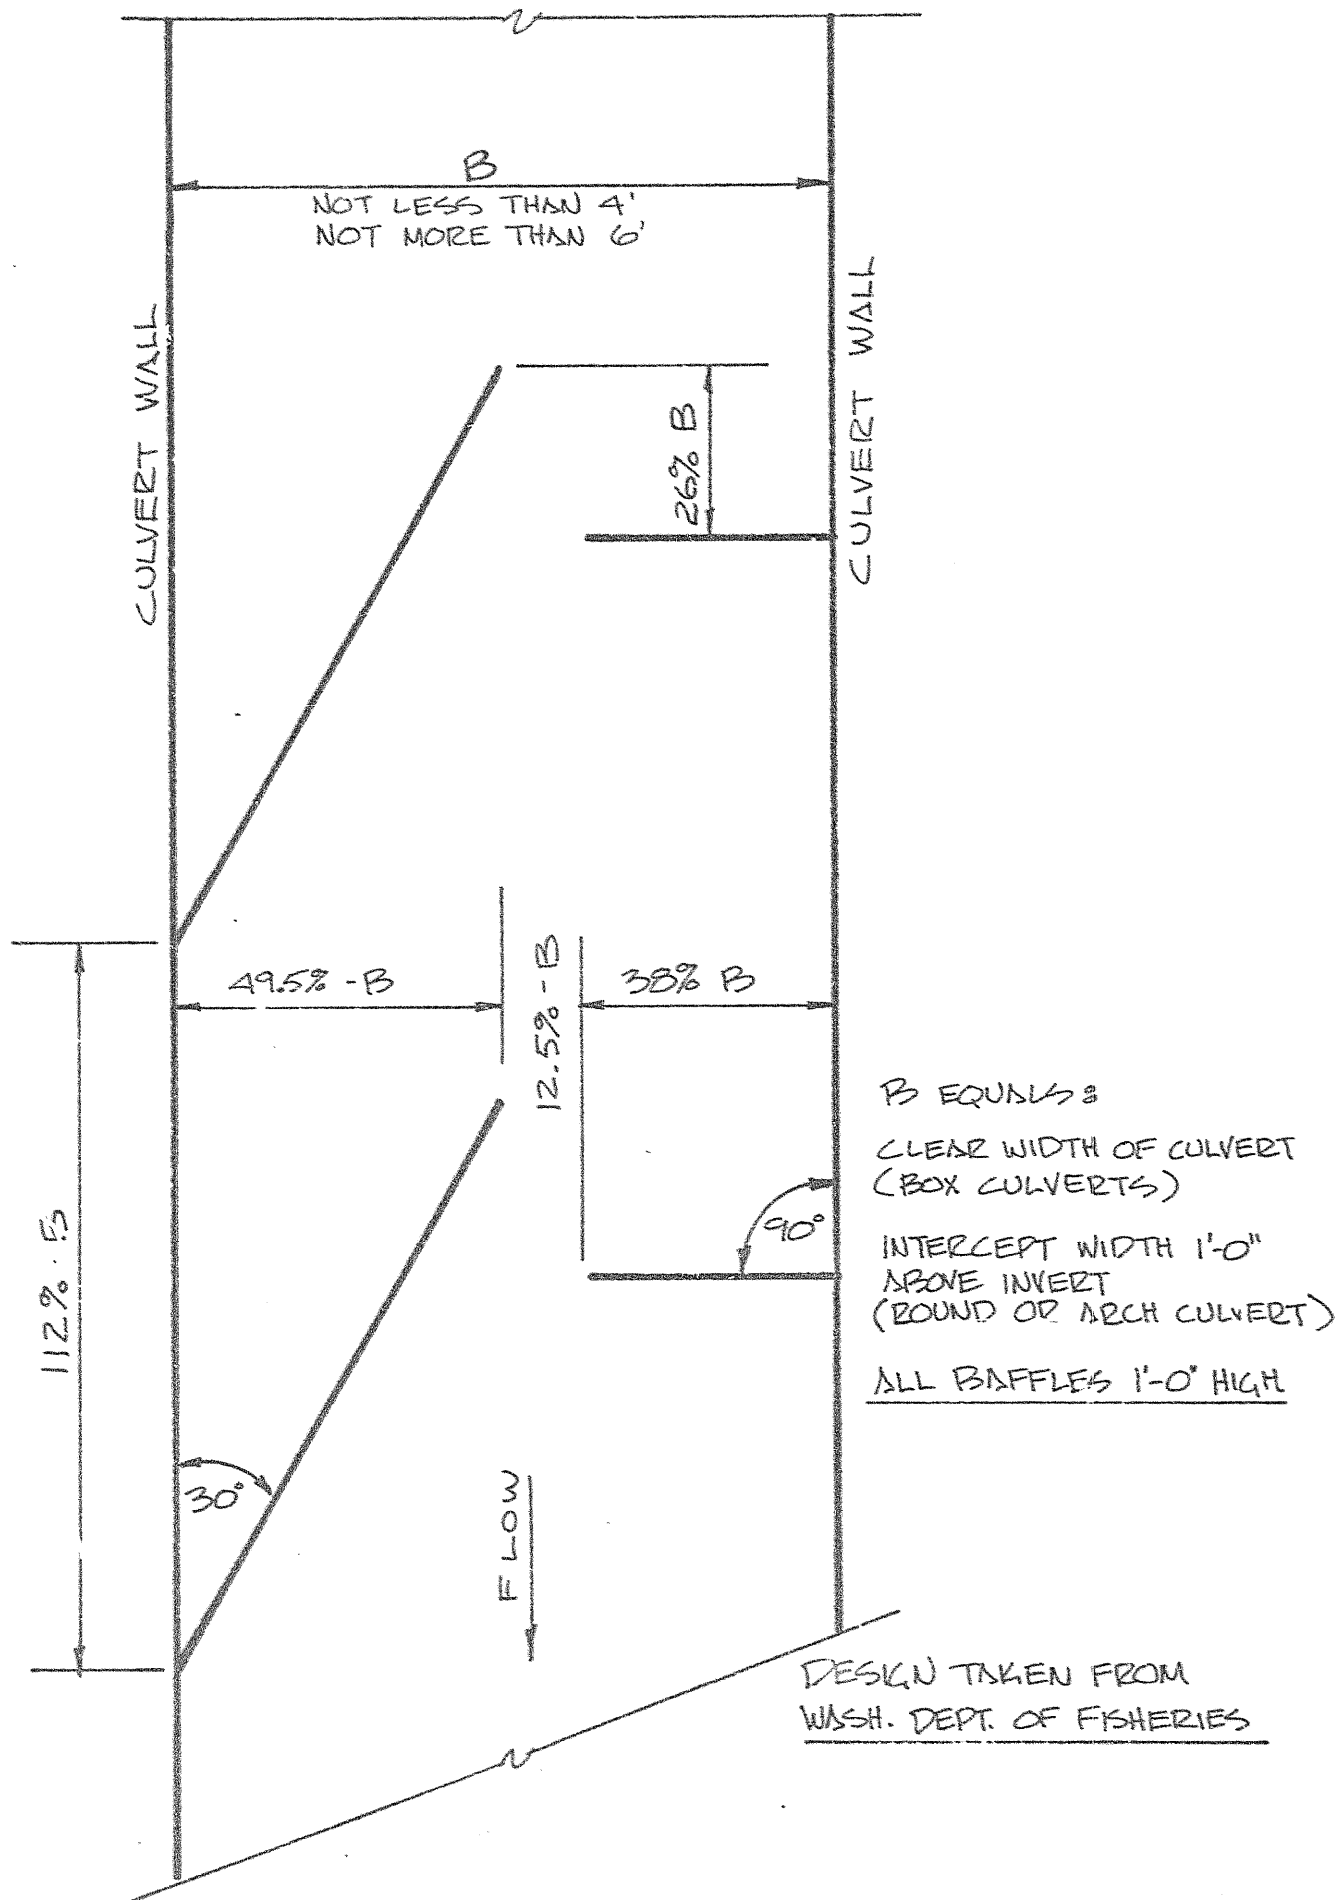 B
NOT LESS THAN 4'
NOT MORE THAN 6'
CULVERT WALL
CULVERT WALL
26% B
49.5% -B
12.5% -B
38% B
112% · B
90°
30°
FLOW
B EQUALS:
CLEAR WIDTH OF CULVERT
(BOX CULVERTS)
INTERCEPT WIDTH 1'-0"
ABOVE INVERT
(ROUND OR ARCH CULVERT)
ALL BAFFLES 1'-0" HIGH
DESIGN TAKEN FROM
WASH. DEPT. OF FISHERIES